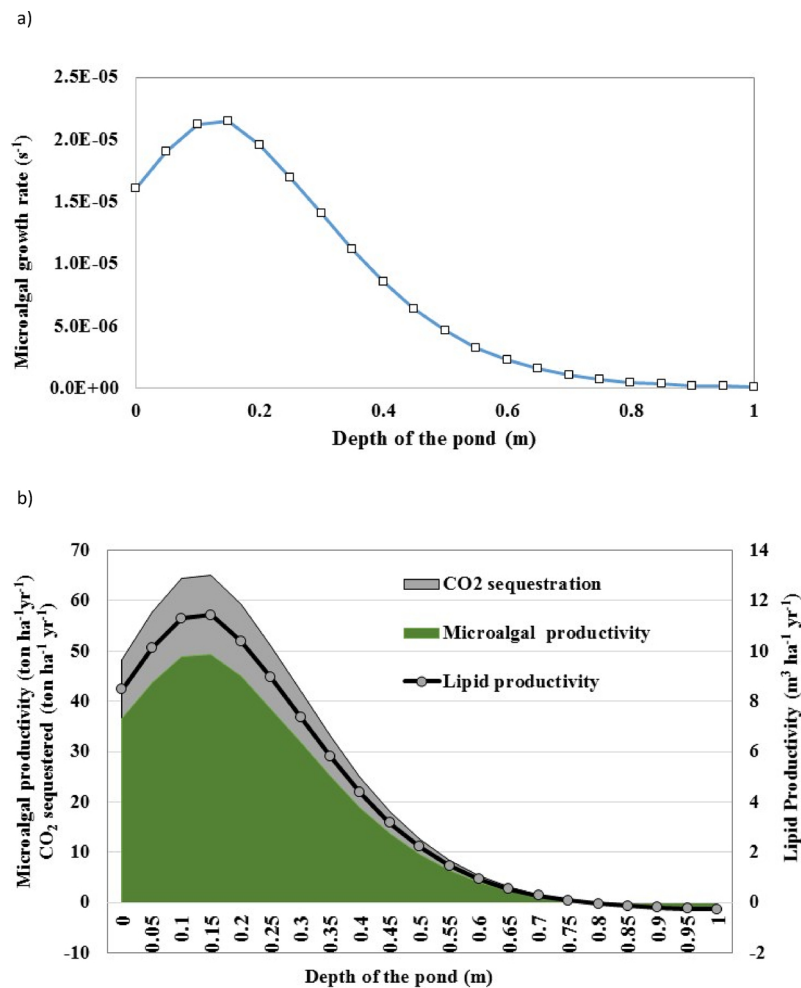 a)
2.5E-05
2.0E-05
1.5E-05
1.0E-05
5.0E-06
0.0E+00
Microalgal growth rate (s⁻¹)
0 0.2 0.4 0.6 0.8 1
Depth of the pond (m)
b)
70
60
50
40
30
20
10
0
-10
Microalgal productivity (ton ha⁻¹yr⁻¹)
CO₂ sequestered (ton ha⁻¹ yr⁻¹)
CO2 sequestration
Microalgal productivity
Lipid productivity
14
12
10
8
6
4
2
0
-2
Lipid Productivity (m³ ha⁻¹ yr⁻¹)
0 0.05 0.1 0.15 0.2 0.25 0.3 0.35 0.4 0.45 0.5 0.55 0.6 0.65 0.7 0.75 0.8 0.85 0.9 0.95 1
Depth of the pond (m)